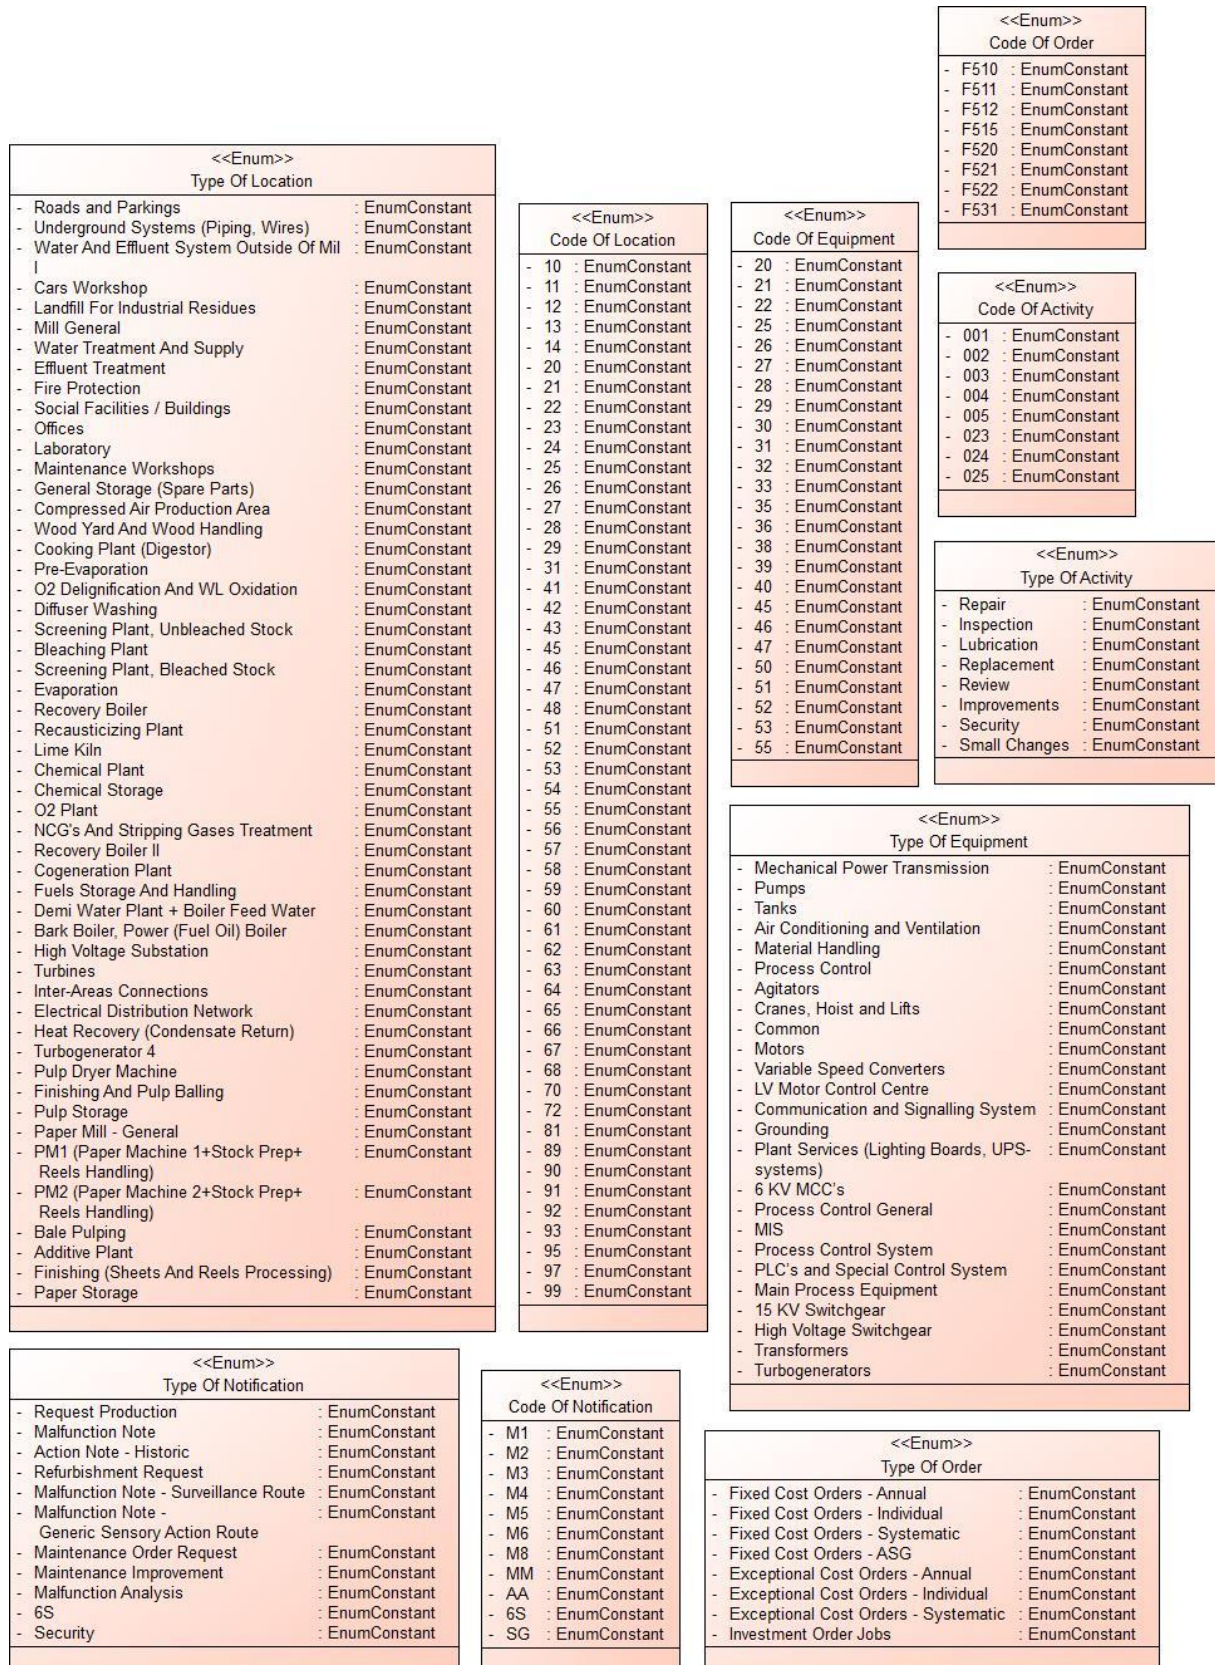 <<Enum>>
Code Of Order
- F510 : EnumConstant
- F511 : EnumConstant
- F512 : EnumConstant
- F515 : EnumConstant
- F520 : EnumConstant
- F521 : EnumConstant
- F522 : EnumConstant
- F531 : EnumConstant
<<Enum>>
Type Of Location
- Roads and Parkings : EnumConstant
- Underground Systems (Piping, Wires) : EnumConstant
- Water And Effluent System Outside Of Mil : EnumConstant
l
- Cars Workshop : EnumConstant
- Landfill For Industrial Residues : EnumConstant
- Mill General : EnumConstant
- Water Treatment And Supply : EnumConstant
- Effluent Treatment : EnumConstant
- Fire Protection : EnumConstant
- Social Facilities / Buildings : EnumConstant
- Offices : EnumConstant
- Laboratory : EnumConstant
- Maintenance Workshops : EnumConstant
- General Storage (Spare Parts) : EnumConstant
- Compressed Air Production Area : EnumConstant
- Wood Yard And Wood Handling : EnumConstant
- Cooking Plant (Digestor) : EnumConstant
- Pre-Evaporation : EnumConstant
- O2 Delignification And WL Oxidation : EnumConstant
- Diffuser Washing : EnumConstant
- Screening Plant, Unbleached Stock : EnumConstant
- Bleaching Plant : EnumConstant
- Screening Plant, Bleached Stock : EnumConstant
- Evaporation : EnumConstant
- Recovery Boiler : EnumConstant
- Recausticizing Plant : EnumConstant
- Lime Kiln : EnumConstant
- Chemical Plant : EnumConstant
- Chemical Storage : EnumConstant
- O2 Plant : EnumConstant
- NCG's And Stripping Gases Treatment : EnumConstant
- Recovery Boiler II : EnumConstant
- Cogeneration Plant : EnumConstant
- Fuels Storage And Handling : EnumConstant
- Demi Water Plant + Boiler Feed Water : EnumConstant
- Bark Boiler, Power (Fuel Oil) Boiler : EnumConstant
- High Voltage Substation : EnumConstant
- Turbines : EnumConstant
- Inter-Areas Connections : EnumConstant
- Electrical Distribution Network : EnumConstant
- Heat Recovery (Condensate Return) : EnumConstant
- Turbogenerator 4 : EnumConstant
- Pulp Dryer Machine : EnumConstant
- Finishing And Pulp Balling : EnumConstant
- Pulp Storage : EnumConstant
- Paper Mill - General : EnumConstant
- PM1 (Paper Machine 1+Stock Prep+ : EnumConstant
Reels Handling)
- PM2 (Paper Machine 2+Stock Prep+ : EnumConstant
Reels Handling)
- Bale Pulping : EnumConstant
- Additive Plant : EnumConstant
- Finishing (Sheets And Reels Processing) : EnumConstant
- Paper Storage : EnumConstant
<<Enum>>
Code Of Location
- 10 : EnumConstant
- 11 : EnumConstant
- 12 : EnumConstant
- 13 : EnumConstant
- 14 : EnumConstant
- 20 : EnumConstant
- 21 : EnumConstant
- 22 : EnumConstant
- 23 : EnumConstant
- 24 : EnumConstant
- 25 : EnumConstant
- 26 : EnumConstant
- 27 : EnumConstant
- 28 : EnumConstant
- 29 : EnumConstant
- 31 : EnumConstant
- 41 : EnumConstant
- 42 : EnumConstant
- 43 : EnumConstant
- 45 : EnumConstant
- 46 : EnumConstant
- 47 : EnumConstant
- 48 : EnumConstant
- 51 : EnumConstant
- 52 : EnumConstant
- 53 : EnumConstant
- 54 : EnumConstant
- 55 : EnumConstant
- 56 : EnumConstant
- 57 : EnumConstant
- 58 : EnumConstant
- 59 : EnumConstant
- 60 : EnumConstant
- 61 : EnumConstant
- 62 : EnumConstant
- 63 : EnumConstant
- 64 : EnumConstant
- 65 : EnumConstant
- 66 : EnumConstant
- 67 : EnumConstant
- 68 : EnumConstant
- 70 : EnumConstant
- 72 : EnumConstant
- 81 : EnumConstant
- 89 : EnumConstant
- 90 : EnumConstant
- 91 : EnumConstant
- 92 : EnumConstant
- 93 : EnumConstant
- 95 : EnumConstant
- 97 : EnumConstant
- 99 : EnumConstant
<<Enum>>
Code Of Equipment
- 20 : EnumConstant
- 21 : EnumConstant
- 22 : EnumConstant
- 25 : EnumConstant
- 26 : EnumConstant
- 27 : EnumConstant
- 28 : EnumConstant
- 29 : EnumConstant
- 30 : EnumConstant
- 31 : EnumConstant
- 32 : EnumConstant
- 33 : EnumConstant
- 35 : EnumConstant
- 36 : EnumConstant
- 38 : EnumConstant
- 39 : EnumConstant
- 40 : EnumConstant
- 45 : EnumConstant
- 46 : EnumConstant
- 47 : EnumConstant
- 50 : EnumConstant
- 51 : EnumConstant
- 52 : EnumConstant
- 53 : EnumConstant
- 55 : EnumConstant
<<Enum>>
Code Of Activity
- 001 : EnumConstant
- 002 : EnumConstant
- 003 : EnumConstant
- 004 : EnumConstant
- 005 : EnumConstant
- 023 : EnumConstant
- 024 : EnumConstant
- 025 : EnumConstant
<<Enum>>
Type Of Activity
- Repair : EnumConstant
- Inspection : EnumConstant
- Lubrication : EnumConstant
- Replacement : EnumConstant
- Review : EnumConstant
- Improvements : EnumConstant
- Security : EnumConstant
- Small Changes : EnumConstant
<<Enum>>
Type Of Equipment
- Mechanical Power Transmission : EnumConstant
- Pumps : EnumConstant
- Tanks : EnumConstant
- Air Conditioning and Ventilation : EnumConstant
- Material Handling : EnumConstant
- Process Control : EnumConstant
- Agitators : EnumConstant
- Cranes, Hoist and Lifts : EnumConstant
- Common : EnumConstant
- Motors : EnumConstant
- Variable Speed Converters : EnumConstant
- LV Motor Control Centre : EnumConstant
- Communication and Signalling System : EnumConstant
- Grounding : EnumConstant
- Plant Services (Lighting Boards, UPS- : EnumConstant
systems)
- 6 KV MCC's : EnumConstant
- Process Control General : EnumConstant
- MIS : EnumConstant
- Process Control System : EnumConstant
- PLC's and Special Control System : EnumConstant
- Main Process Equipment : EnumConstant
- 15 KV Switchgear : EnumConstant
- High Voltage Switchgear : EnumConstant
- Transformers : EnumConstant
- Turbogenerators : EnumConstant
<<Enum>>
Type Of Notification
- Request Production : EnumConstant
- Malfunction Note : EnumConstant
- Action Note - Historic : EnumConstant
- Refurbishment Request : EnumConstant
- Malfunction Note - Surveillance Route : EnumConstant
- Malfunction Note - : EnumConstant
Generic Sensory Action Route
- Maintenance Order Request : EnumConstant
- Maintenance Improvement : EnumConstant
- Malfunction Analysis : EnumConstant
- 6S : EnumConstant
- Security : EnumConstant
<<Enum>>
Code Of Notification
- M1 : EnumConstant
- M2 : EnumConstant
- M3 : EnumConstant
- M4 : EnumConstant
- M5 : EnumConstant
- M6 : EnumConstant
- M8 : EnumConstant
- MM : EnumConstant
- AA : EnumConstant
- 6S : EnumConstant
- SG : EnumConstant
<<Enum>>
Type Of Order
- Fixed Cost Orders - Annual : EnumConstant
- Fixed Cost Orders - Individual : EnumConstant
- Fixed Cost Orders - Systematic : EnumConstant
- Fixed Cost Orders - ASG : EnumConstant
- Exceptional Cost Orders - Annual : EnumConstant
- Exceptional Cost Orders - Individual : EnumConstant
- Exceptional Cost Orders - Systematic : EnumConstant
- Investment Order Jobs : EnumConstant